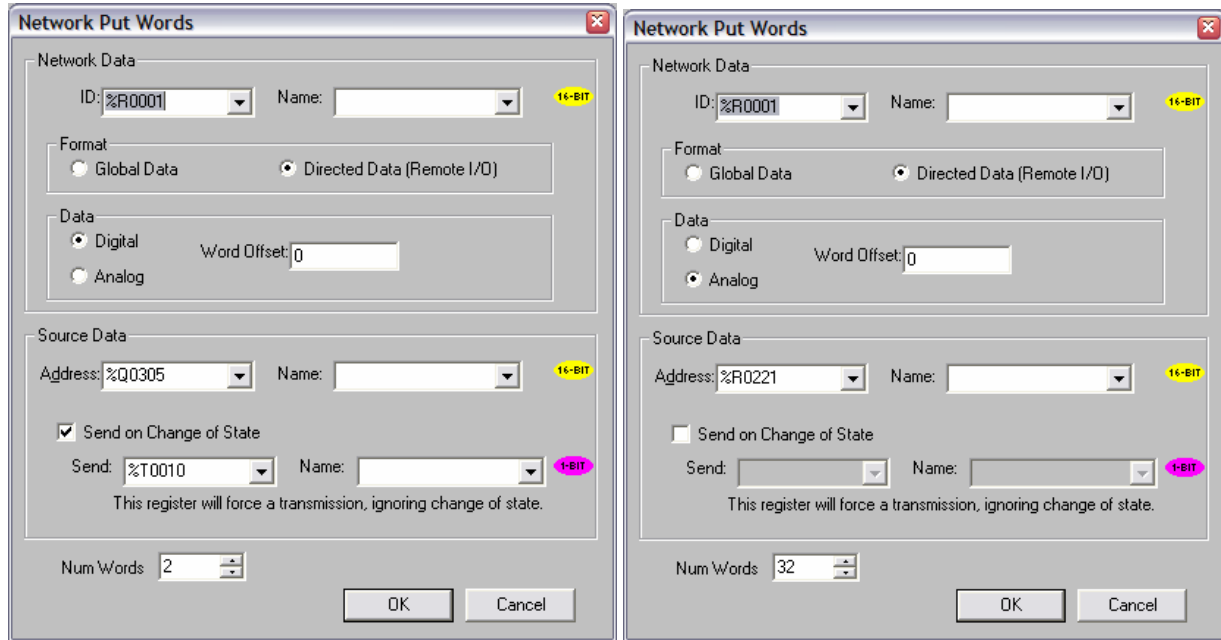 Network Put Words
Network Data
ID: %R0001 Name: 16-BIT
Format
Global Data Directed Data (Remote I/O)
Data
Digital
Word Offset: 0
Analog
Source Data
Address: %Q0305 Name: 16-BIT
Send on Change of State
Send: %T0010 Name: 1-BIT
This register will force a transmission, ignoring change of state.
Num Words 2
OK Cancel
Network Put Words
Network Data
ID: %R0001 Name: 16-BIT
Format
Global Data Directed Data (Remote I/O)
Data
Digital
Word Offset: 0
Analog
Source Data
Address: %R0221 Name: 16-BIT
Send on Change of State
Send: Name: 1-BIT
This register will force a transmission, ignoring change of state.
Num Words 32
OK Cancel